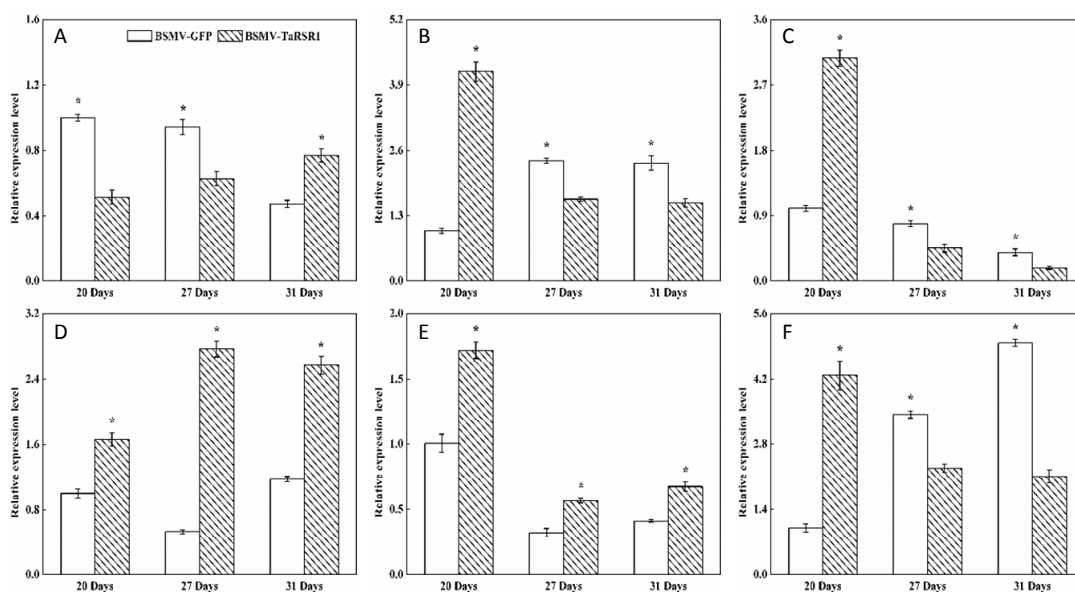 A
BSMV-GFP BSMV-TaRSR1
Relative expression level
1.6
1.2
0.8
0.4
0.0
* * *
20 Days 27 Days 31 Days
B
Relative expression level
5.2
3.9
2.6
1.3
0.0
* * *
20 Days 27 Days 31 Days
C
Relative expression level
3.6
2.7
1.8
0.9
0.0
* * *
20 Days 27 Days 31 Days
D
Relative expression level
3.2
2.4
1.6
0.8
0.0
* * *
20 Days 27 Days 31 Days
E
Relative expression level
2.0
1.5
1.0
0.5
0.0
* * *
20 Days 27 Days 31 Days
F
Relative expression level
5.6
4.2
2.8
1.4
0.0
* * *
20 Days 27 Days 31 Days